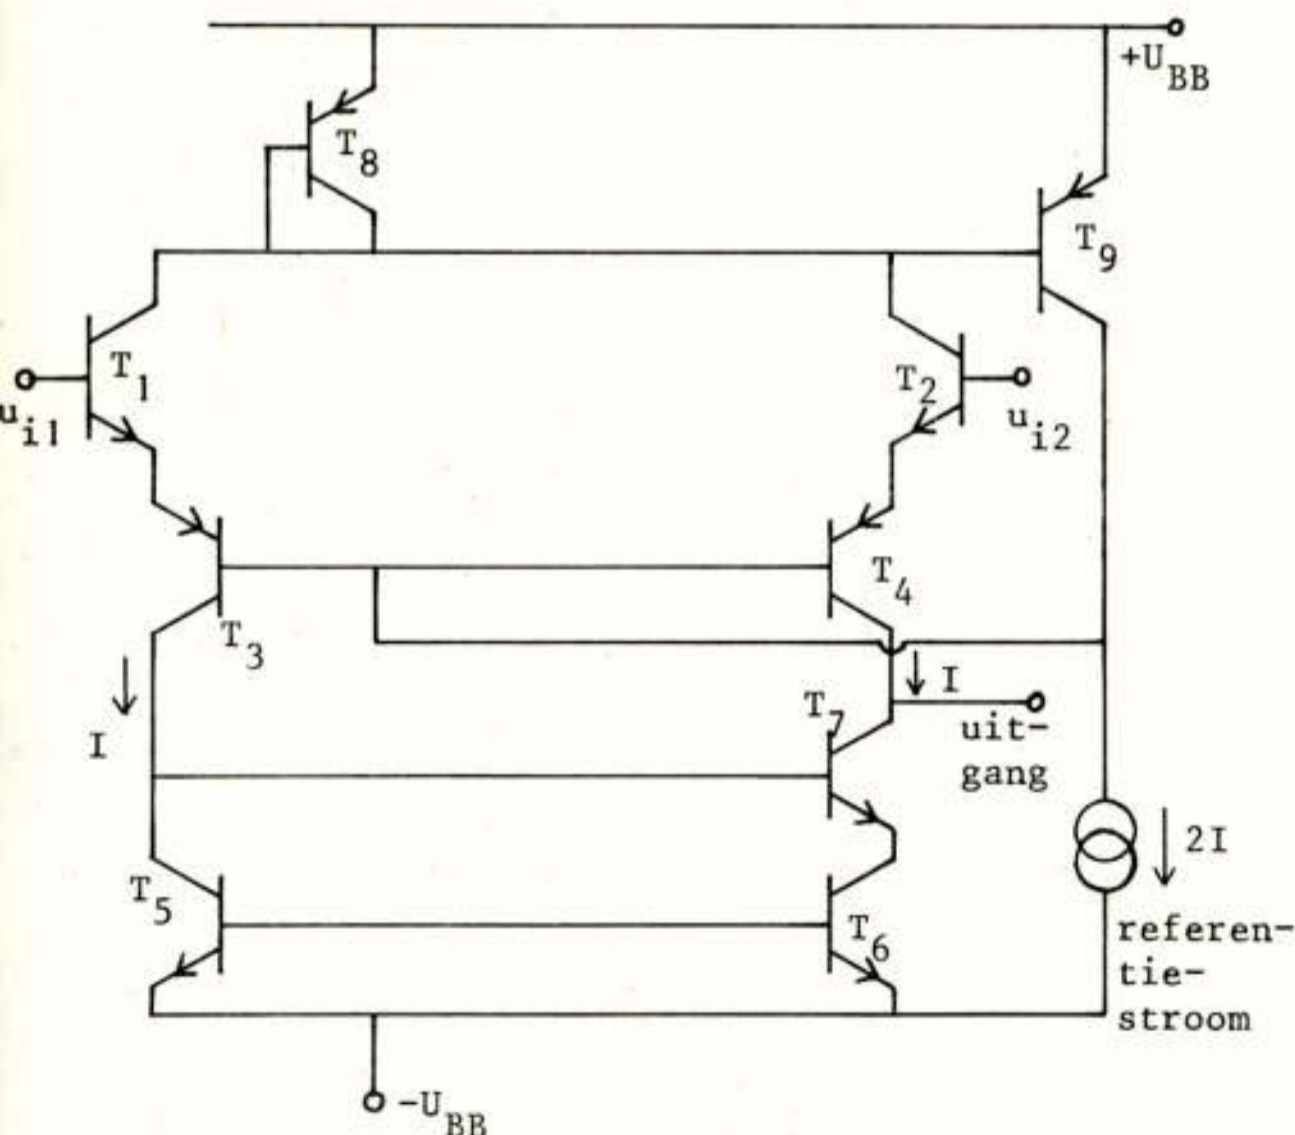 +U_BB
T_8
T_9
T_1
T_2
u_i1
u_i2
T_4
T_3
I
T_7
uit-
gang
I
2I
T_5
T_6
referen-
tie-
stroom
-U_BB